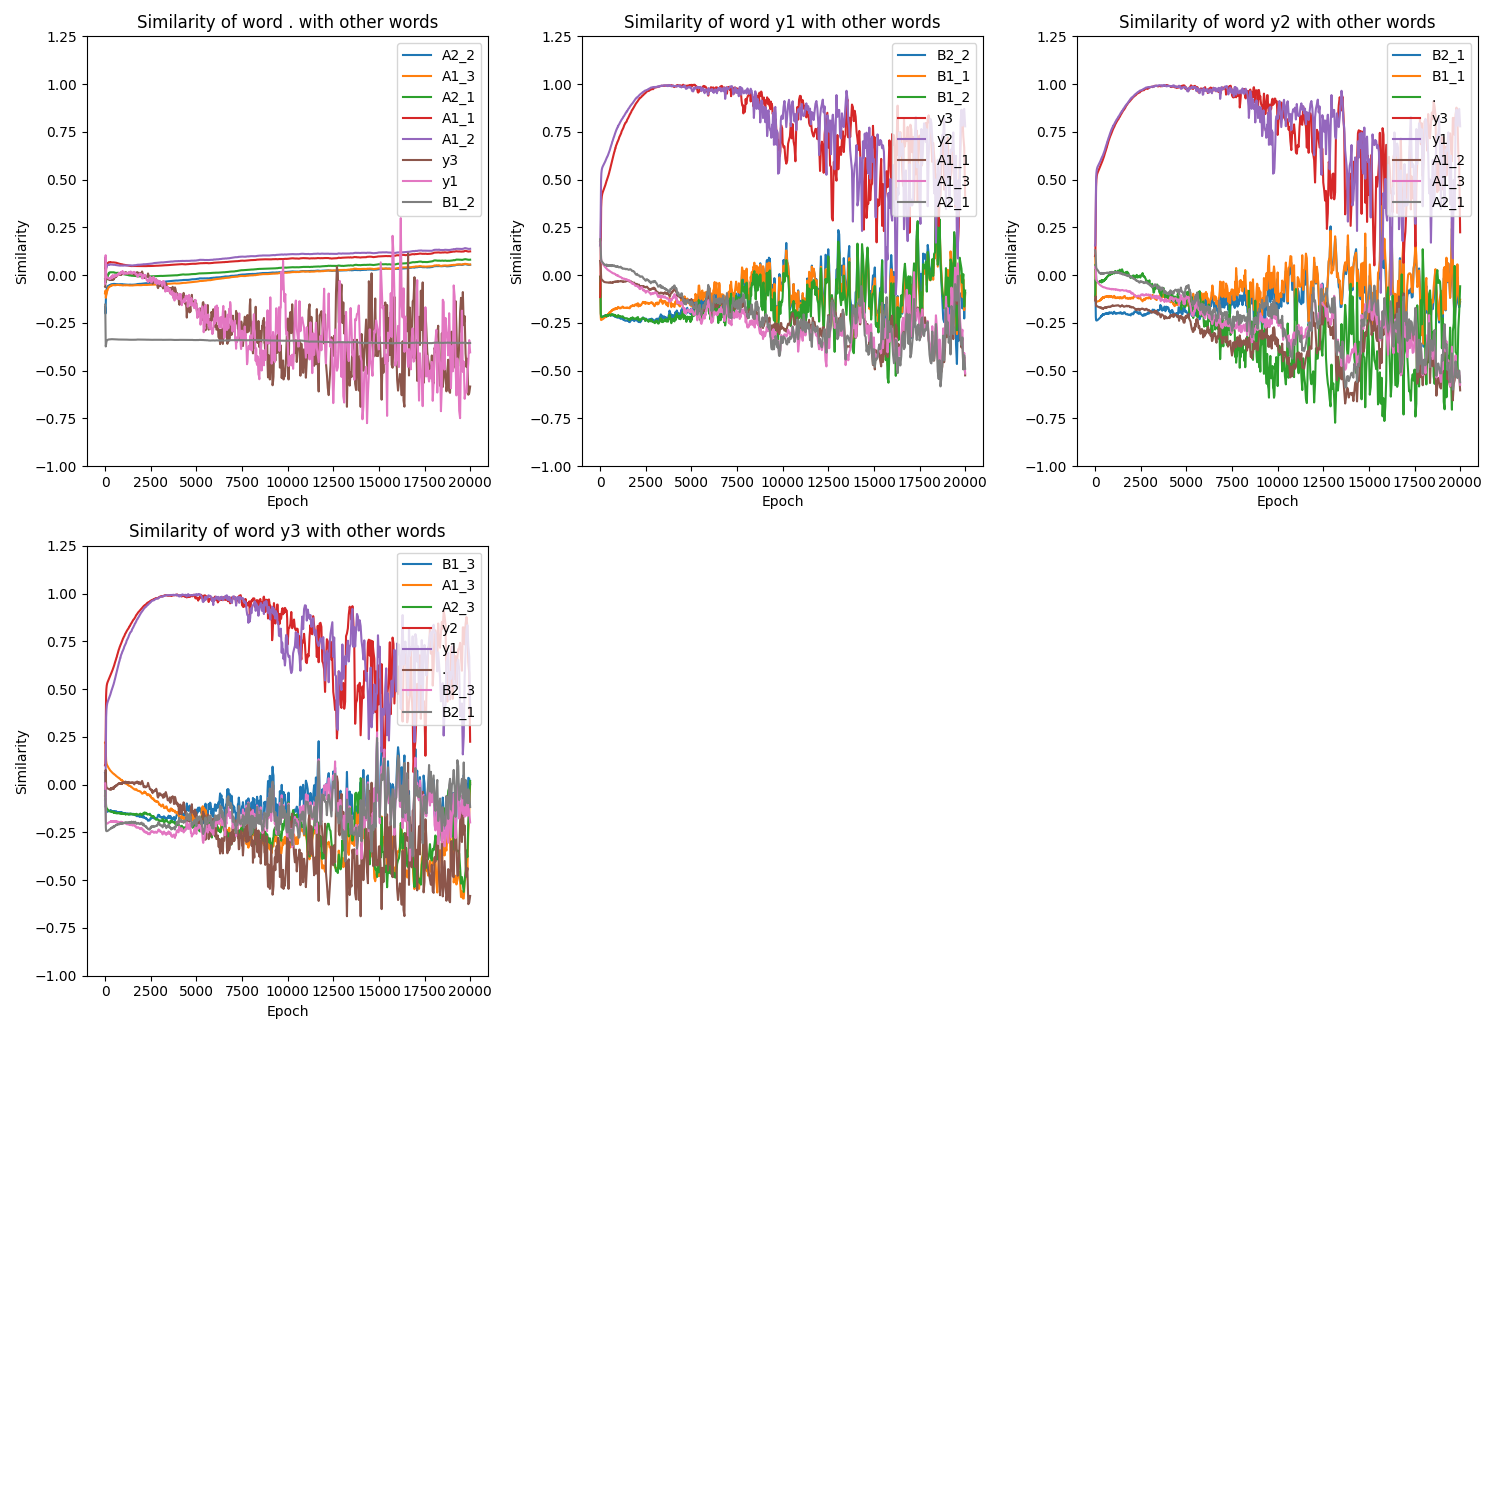 Similarity of word . with other words
1.25
1.00
0.75
0.50
0.25
0.00
−0.25
−0.50
−0.75
−1.00
Similarity
0 2500 5000 7500 10000 12500 15000 17500 20000
Epoch
A2_2
A1_3
A2_1
A1_1
A1_2
y3
y1
B1_2
Similarity of word y1 with other words
1.25
1.00
0.75
0.50
0.25
0.00
−0.25
−0.50
−0.75
−1.00
Similarity
0 2500 5000 7500 10000 12500 15000 17500 20000
Epoch
B2_2
B1_1
B1_2
y3
y2
A1_1
A1_3
A2_1
Similarity of word y2 with other words
1.25
1.00
0.75
0.50
0.25
0.00
−0.25
−0.50
−0.75
−1.00
Similarity
0 2500 5000 7500 10000 12500 15000 17500 20000
Epoch
B2_1
B1_1
.
y3
y1
A1_2
A1_3
A2_1
Similarity of word y3 with other words
1.25
1.00
0.75
0.50
0.25
0.00
−0.25
−0.50
−0.75
−1.00
Similarity
0 2500 5000 7500 10000 12500 15000 17500 20000
Epoch
B1_3
A1_3
A2_3
y2
y1
.
B2_3
B2_1